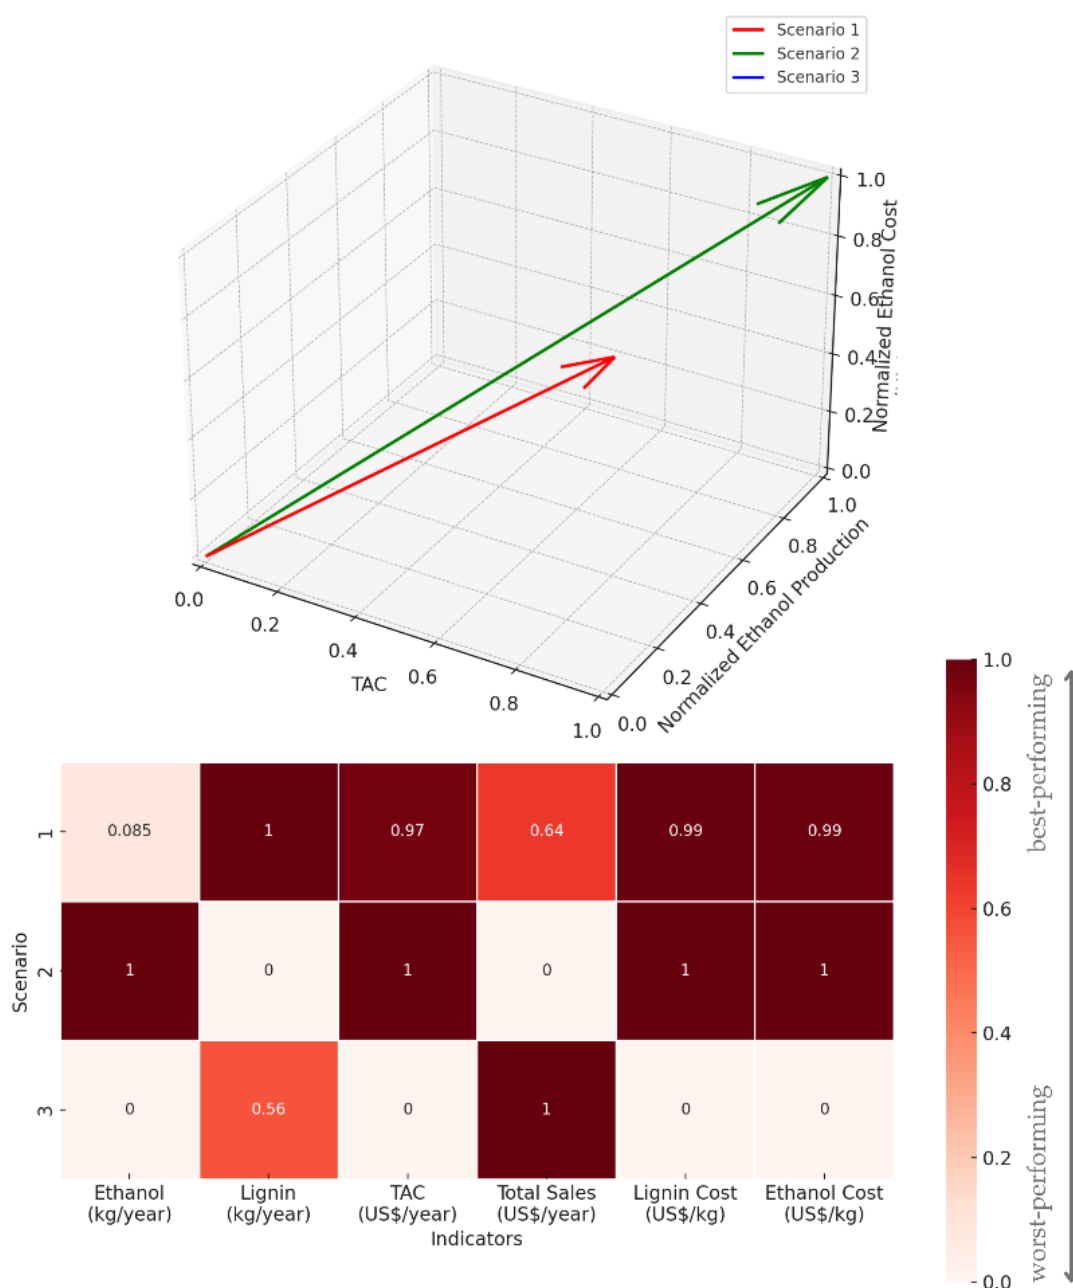 Scenario 1
Scenario 2
Scenario 3
1.0
0.8
0.6
0.4
0.2
0.0
Normalized Ethanol Cost
1.0
0.8
0.6
0.4
0.2
0.0
Normalized Ethanol Production
0.0
0.2
0.4
0.6
0.8
1.0
TAC
Scenario
1
0.085 1 0.97 0.64 0.99 0.99
2
1 0 1 0 1 1
3
0 0.56 0 1 0 0
Ethanol
(kg/year)
Lignin
(kg/year)
TAC
(US$/year)
Total Sales
(US$/year)
Lignin Cost
(US$/kg)
Ethanol Cost
(US$/kg)
Indicators
1.0
0.8
0.6
0.4
0.2
0.0
best-performing
worst-performing